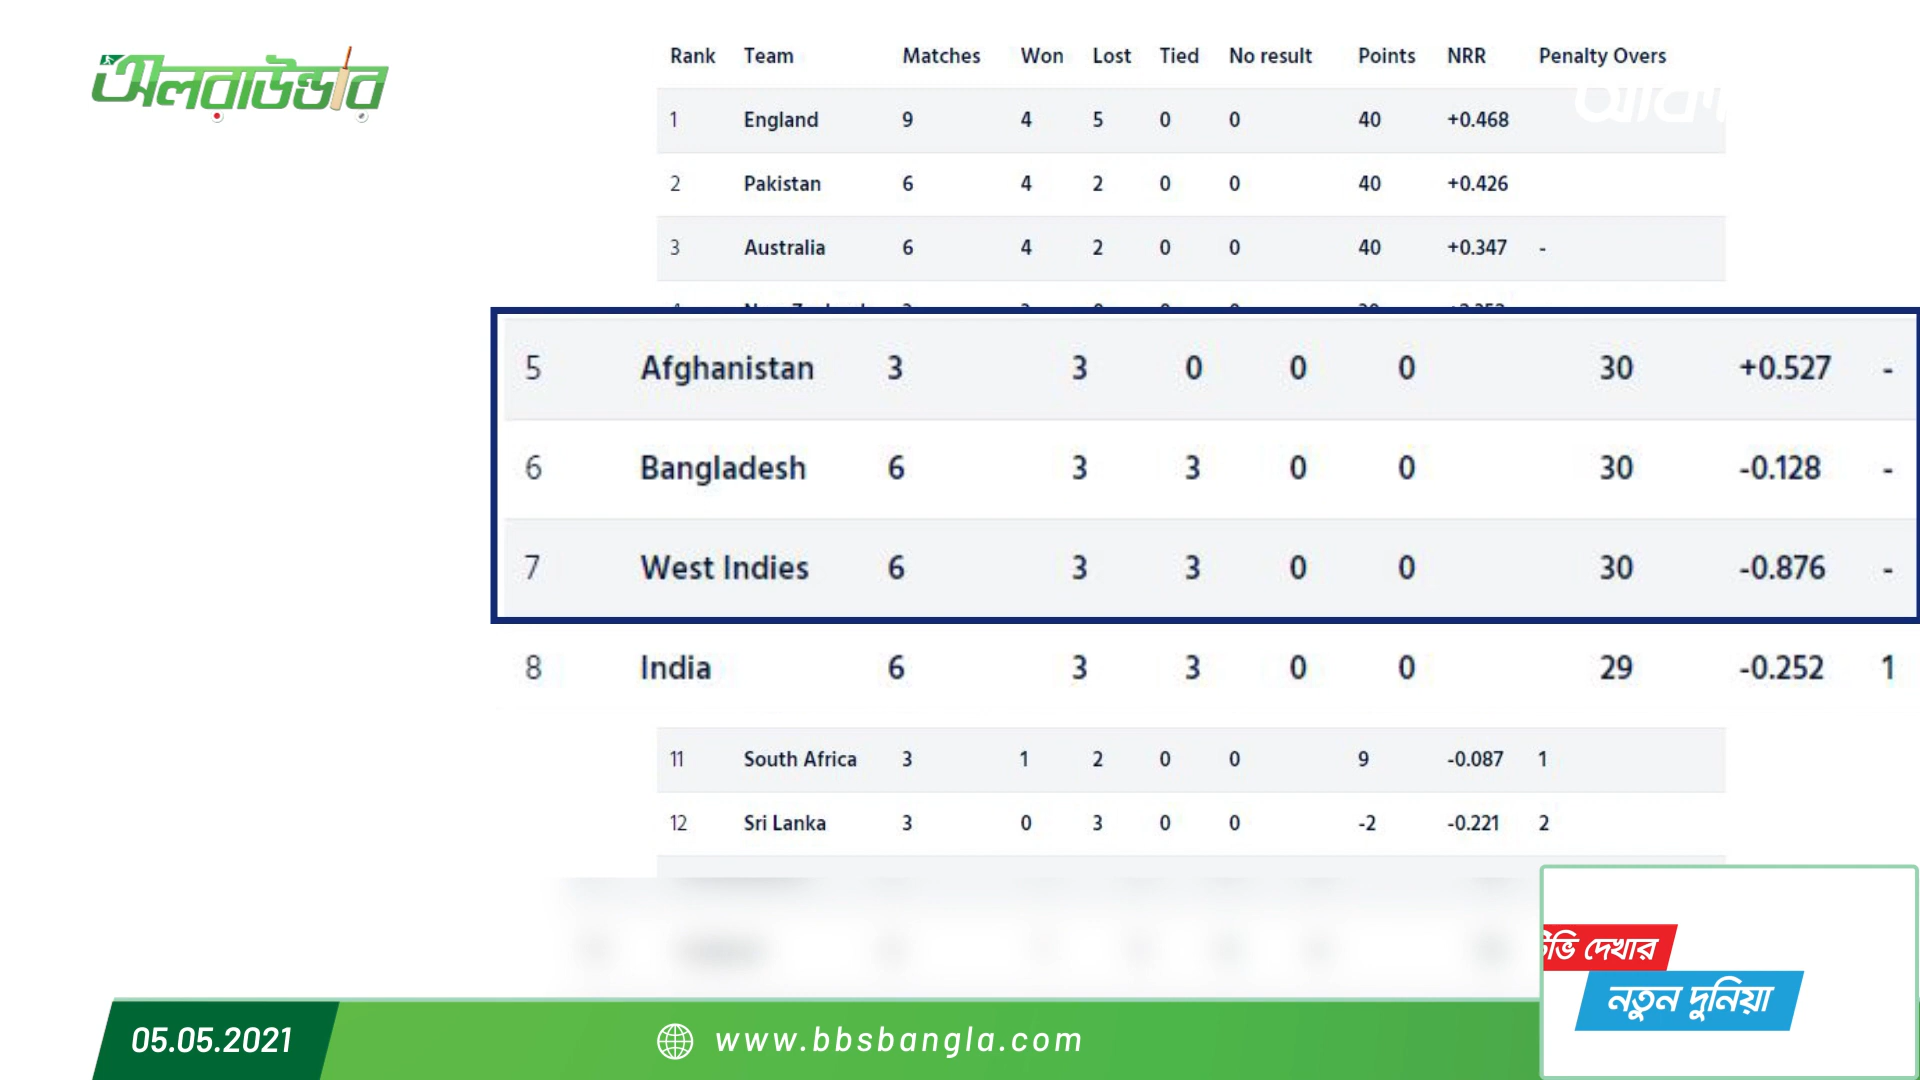 অলরাউন্ডার
Rank Team Matches Won Lost Tied No result Points NRR Penalty Overs
1 England 9 4 5 0 0 40 +0.468
2 Pakistan 6 4 2 0 0 40 +0.426
3 Australia 6 4 2 0 0 40 +0.347 -
5 Afghanistan 3 3 0 0 0 30 +0.527 -
6 Bangladesh 6 3 3 0 0 30 -0.128 -
7 West Indies 6 3 3 0 0 30 -0.876 -
8 India 6 3 3 0 0 29 -0.252 1
11 South Africa 3 1 2 0 0 9 -0.087 1
12 Sri Lanka 3 0 3 0 0 -2 -0.221 2
দেখার
নতুন দুনিয়া
05.05.2021 www.bbsbangla.com